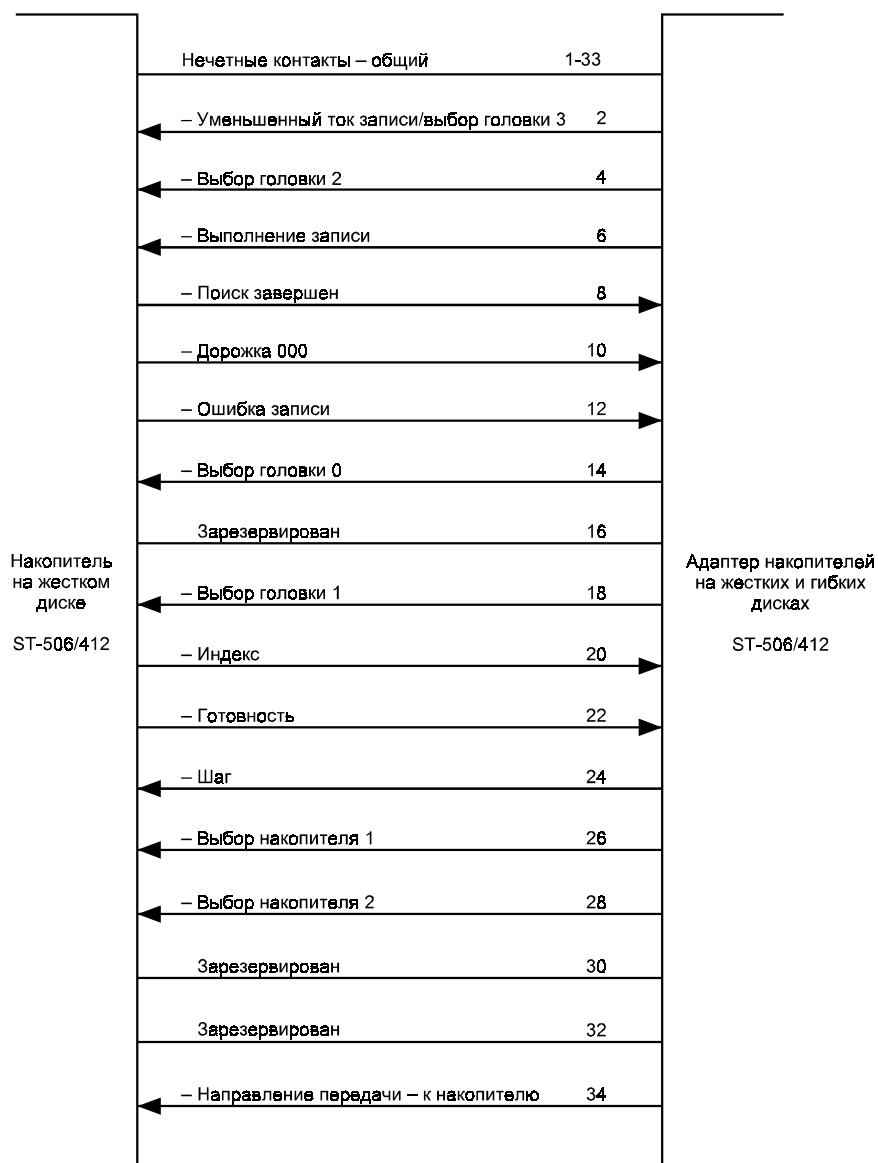 Нечетные контакты – общий 1-33
– Уменьшенный ток записи/выбор головки 3 2
– Выбор головки 2 4
– Выполнение записи 6
– Поиск завершен 8
– Дорожка 000 10
– Ошибка записи 12
– Выбор головки 0 14
Зарезервирован 16
Накопитель
на жестком
диске
ST-506/412
Адаптер накопителей
на жестких и гибких
дисках
ST-506/412
– Выбор головки 1 18
– Индекс 20
– Готовность 22
– Шаг 24
– Выбор накопителя 1 26
– Выбор накопителя 2 28
Зарезервирован 30
Зарезервирован 32
– Направление передачи – к накопителю 34